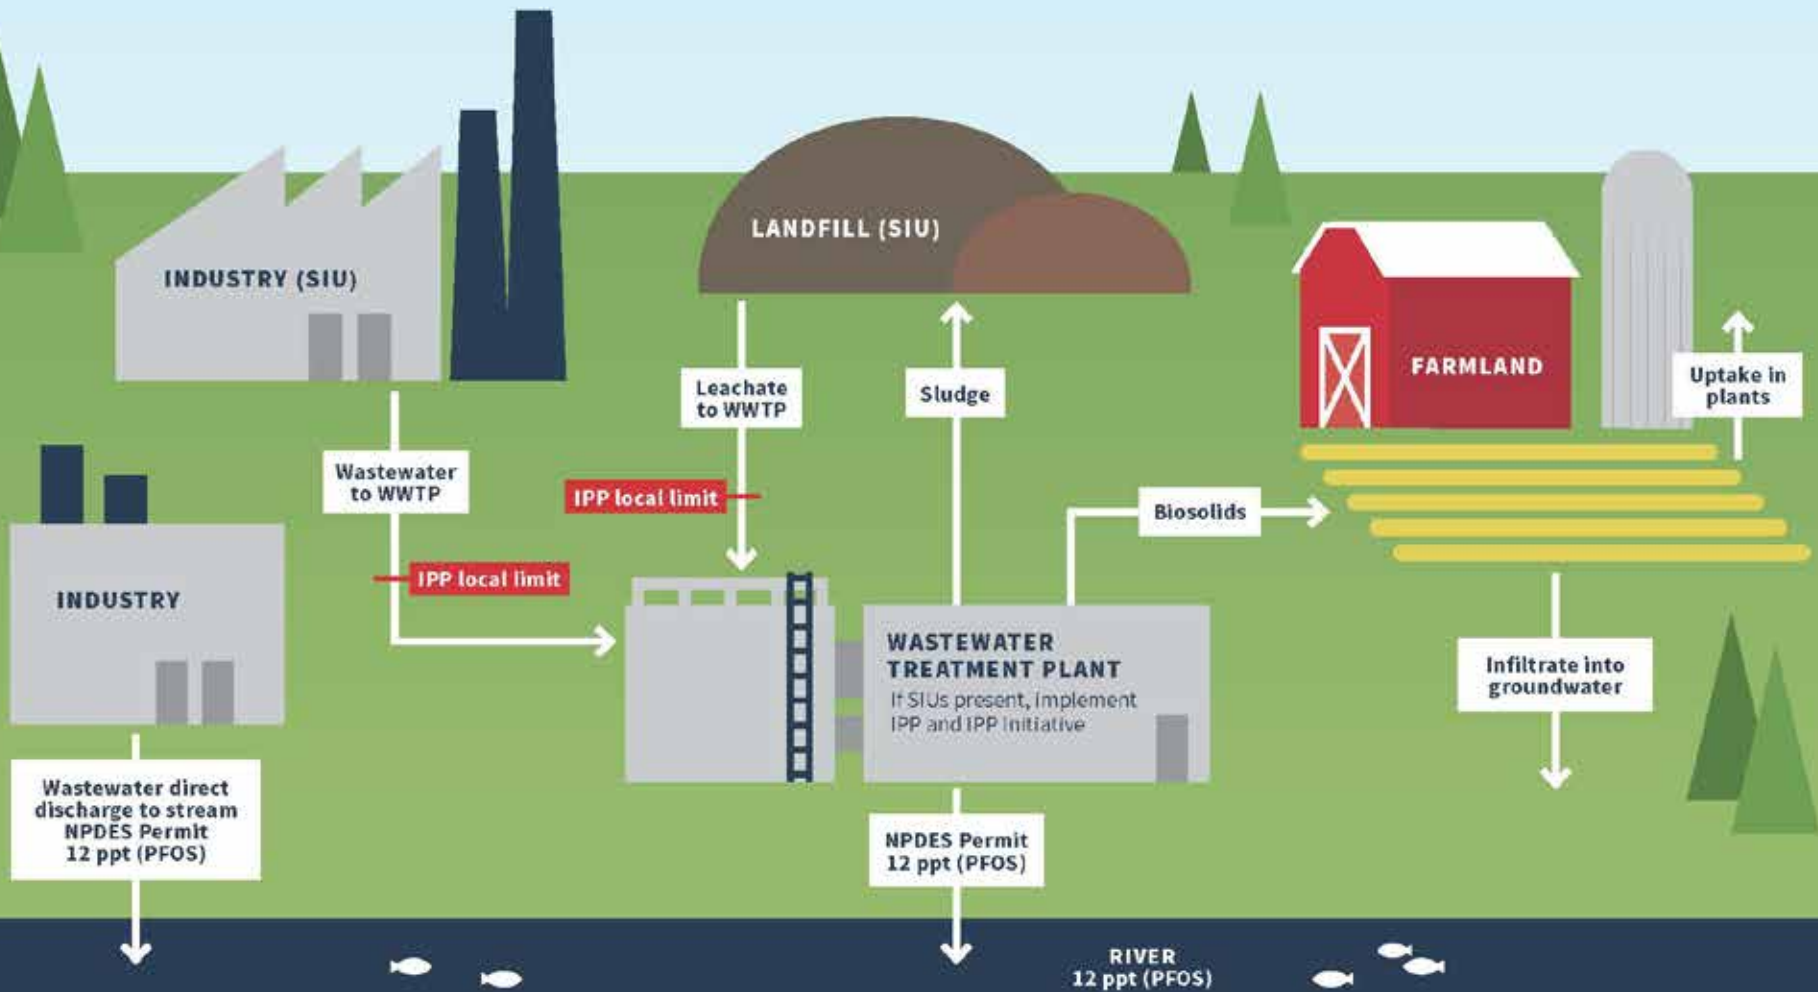 INDUSTRY (SIU)
LANDFILL (SIU)
FARMLAND
Uptake in
plants
Leachate
to WWTP
Sludge
Wastewater
to WWTP
IPP local limit
Biosolids
IPP local limit
INDUSTRY
WASTEWATER
TREATMENT PLANT
If SIUs present, implement
IPP and IPP Initiative
Infiltrate into
groundwater
Wastewater direct
discharge to stream
NPDES Permit
12 ppt (PFOS)
NPDES Permit
12 ppt (PFOS)
RIVER
12 ppt (PFOS)